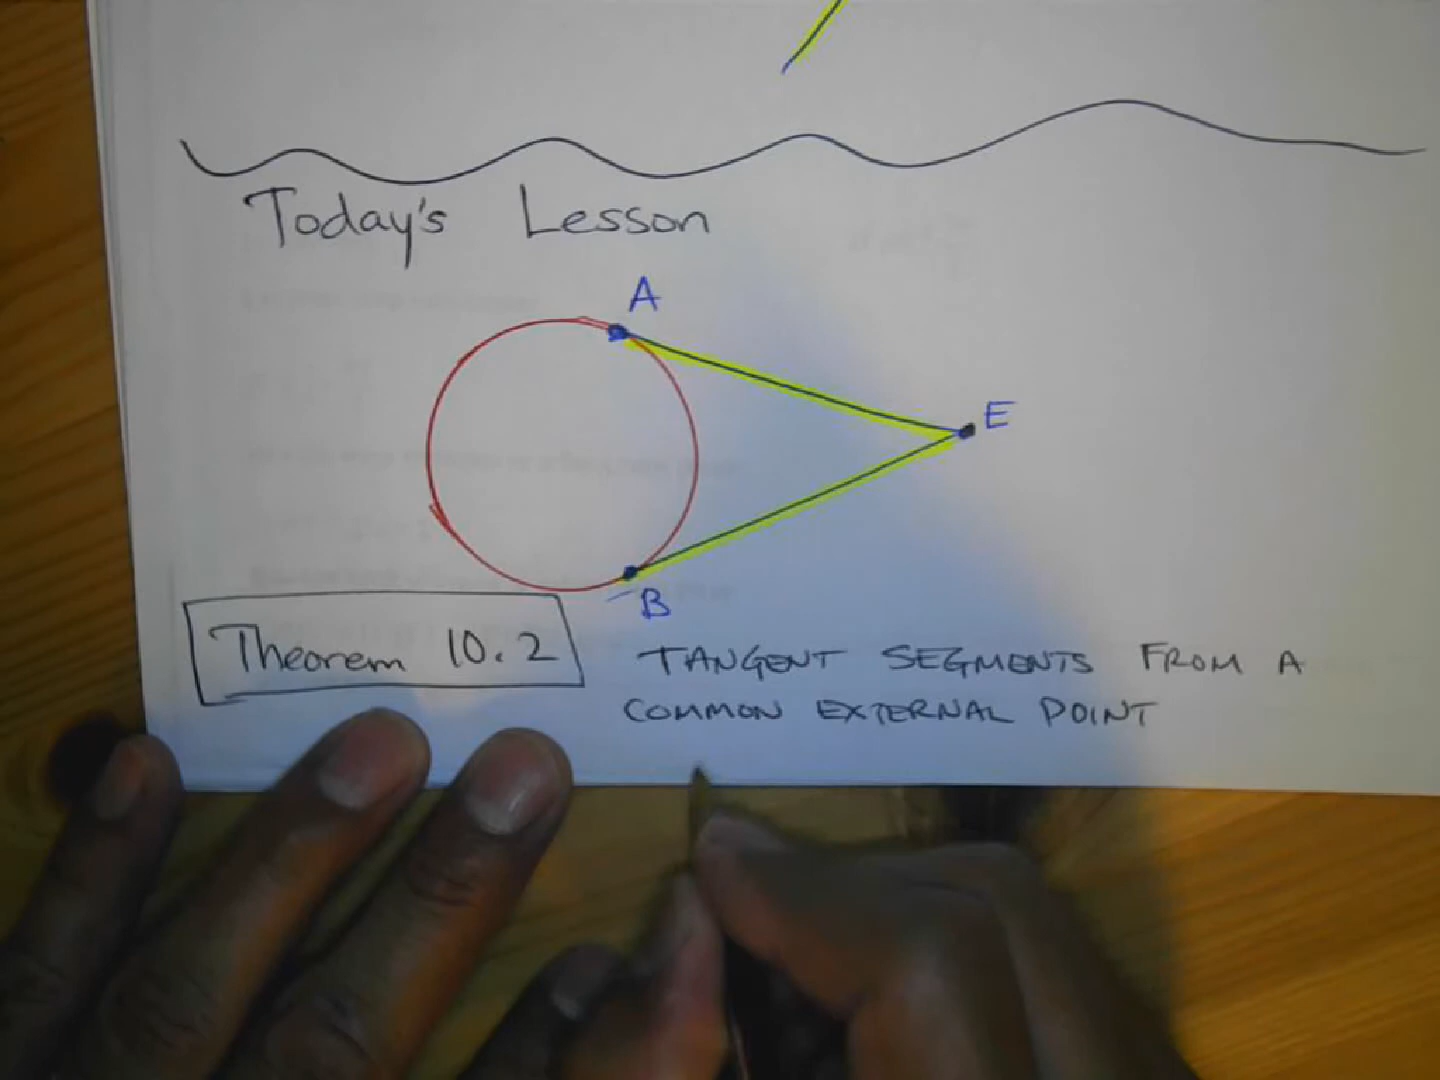 Today's Lesson
A
E
B
Theorem 10.2
TANGENT SEGMENTS FROM A
COMMON EXTERNAL POINT